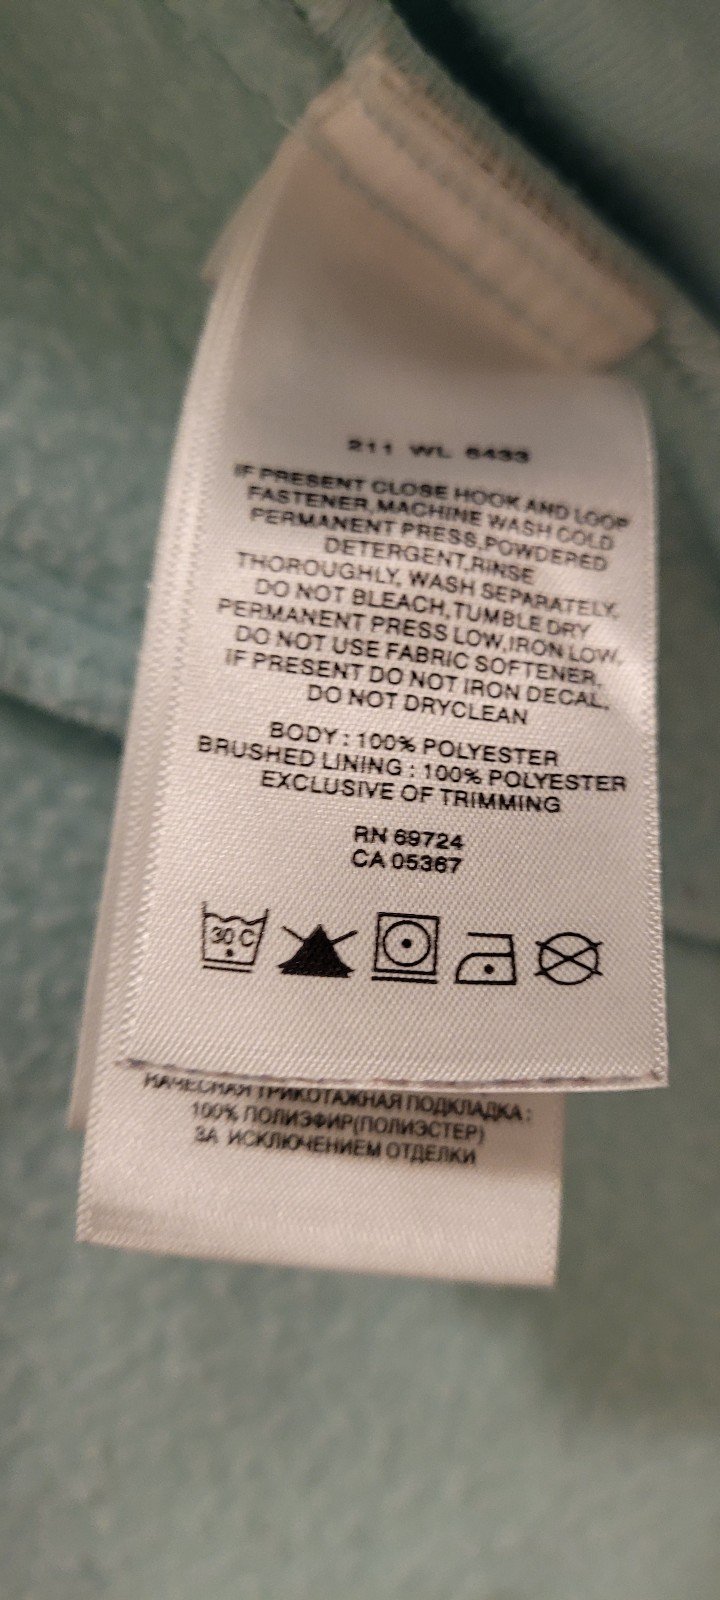 211 WL 6433
IF PRESENT CLOSE HOOK AND LOOP
FASTENER,MACHINE WASH COLD
PERMANENT PRESS,POWDERED
DETERGENT,RINSE
THOROUGHLY, WASH SEPARATELY,
DO NOT BLEACH,TUMBLE DRY
PERMANENT PRESS LOW,IRON LOW,
DO NOT USE FABRIC SOFTENER,
IF PRESENT DO NOT IRON DECAL,
DO NOT DRYCLEAN
BODY : 100% POLYESTER
BRUSHED LINING : 100% POLYESTER
EXCLUSIVE OF TRIMMING
RN 69724
CA 05367
30 C
НАЧЕСНАЯ ТРИКОТАЖНАЯ ПОДКЛАДКА :
100% ПОЛИЭФИР(ПОЛИЭСТЕР)
ЗА ИСКЛЮЧЕНИЕМ ОТДЕЛКИ